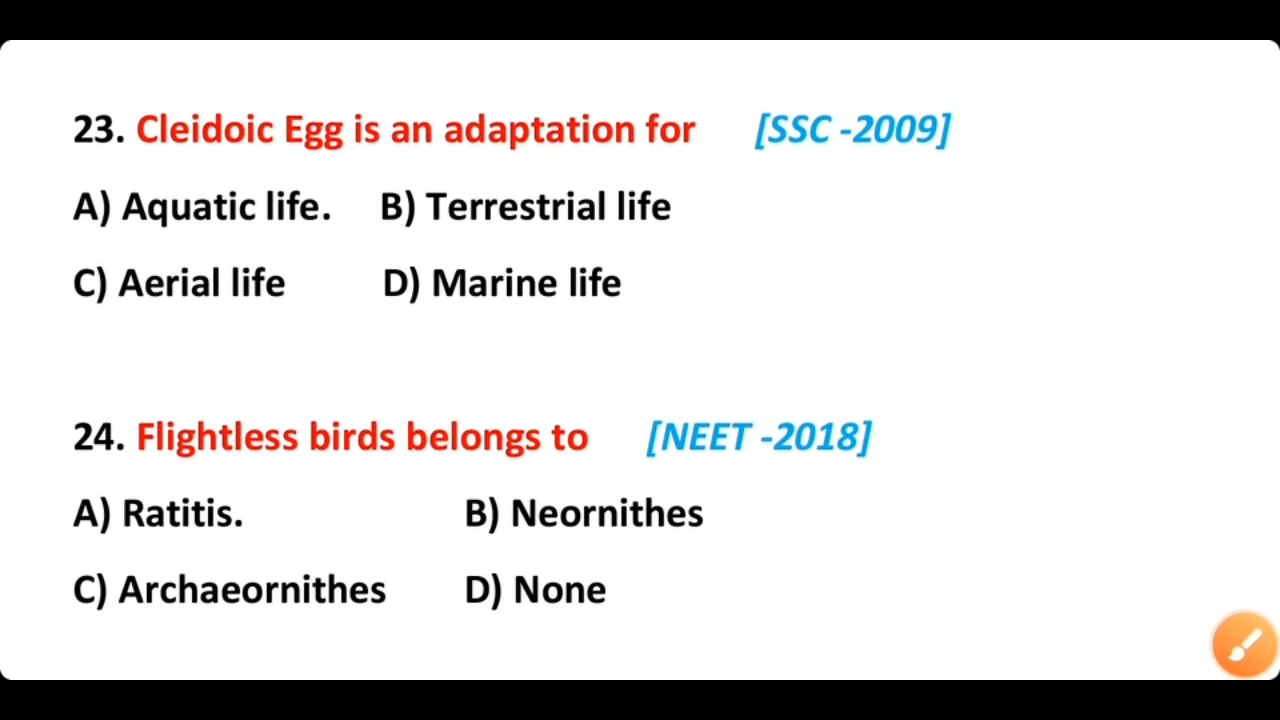 23. Cleidoic Egg is an adaptation for [SSC -2009]
A) Aquatic life. B) Terrestrial life
C) Aerial life D) Marine life
24. Flightless birds belongs to [NEET -2018]
A) Ratitis. B) Neornithes
C) Archaeornithes D) None